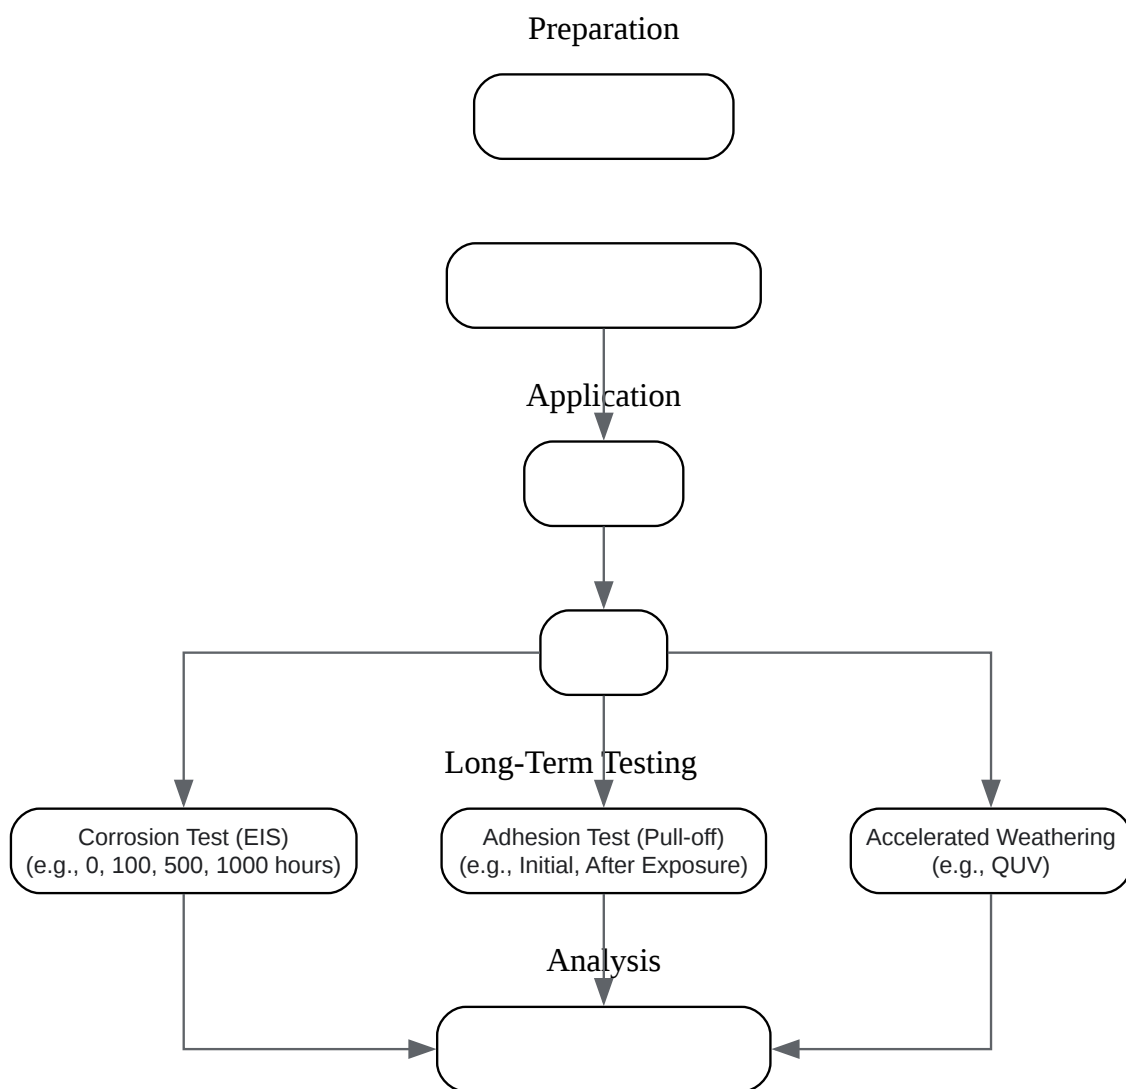 Preparation
Application
Long-Term Testing
Corrosion Test (EIS)
(e.g., 0, 100, 500, 1000 hours)
Adhesion Test (Pull-off)
(e.g., Initial, After Exposure)
Accelerated Weathering
(e.g., QUV)
Analysis